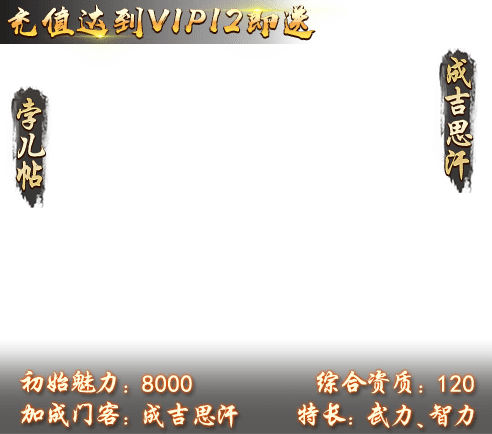 充值达到VIP12即送
孛儿帖
成吉思汗
初始魅力：8000
综合资质：120
加成门客：成吉思汗
特长：武力、智力